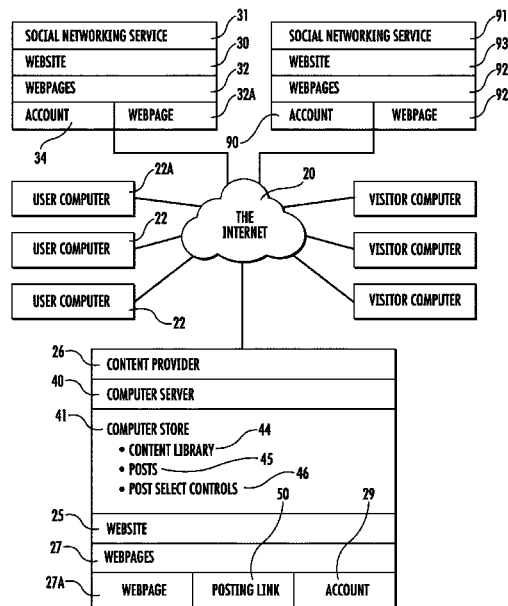 SOCIAL NETWORKING SERVICE 31
WEBSITE 30
WEBPAGES 32
ACCOUNT WEBPAGE 32A
34
SOCIAL NETWORKING SERVICE 91
WEBSITE 93
WEBPAGES 92
ACCOUNT WEBPAGE 92
90
22A
USER COMPUTER
22
USER COMPUTER
USER COMPUTER
22
20
THE
INTERNET
VISITOR COMPUTER
VISITOR COMPUTER
VISITOR COMPUTER
26 CONTENT PROVIDER
40 COMPUTER SERVER
41 COMPUTER STORE
• CONTENT LIBRARY 44
• POSTS 45
• POST SELECT CONTROLS 46
25 WEBSITE 50 29
27 WEBPAGES
27A WEBPAGE POSTING LINK ACCOUNT